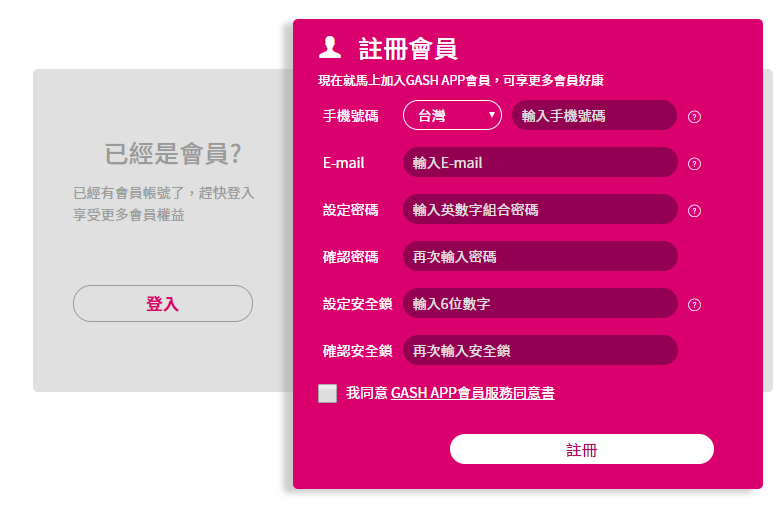 註冊會員
現在就馬上加入GASH APP會員，可享更多會員好康
手機號碼 台灣 輸入手機號碼
E-mail 輸入E-mail
設定密碼 輸入英數字組合密碼
確認密碼 再次輸入密碼
設定安全鎖 輸入6位數字
確認安全鎖 再次輸入安全鎖
我同意 GASH APP會員服務同意書
註冊
已經是會員?
已經有會員帳號了，趕快登入
享受更多會員權益
登入